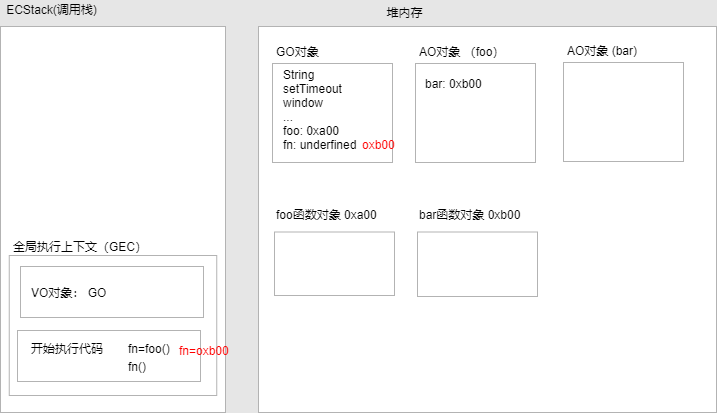 ECStack(调用栈)
堆内存
GO对象
String
setTimeout
window
...
foo: 0xa00
fn: underfined oxb00
AO对象 （foo）
bar: 0xb00
AO对象 (bar)
foo函数对象 0xa00
bar函数对象 0xb00
全局执行上下文（GEC）
VO对象： GO
开始执行代码 fn=foo() fn=oxb00
fn()